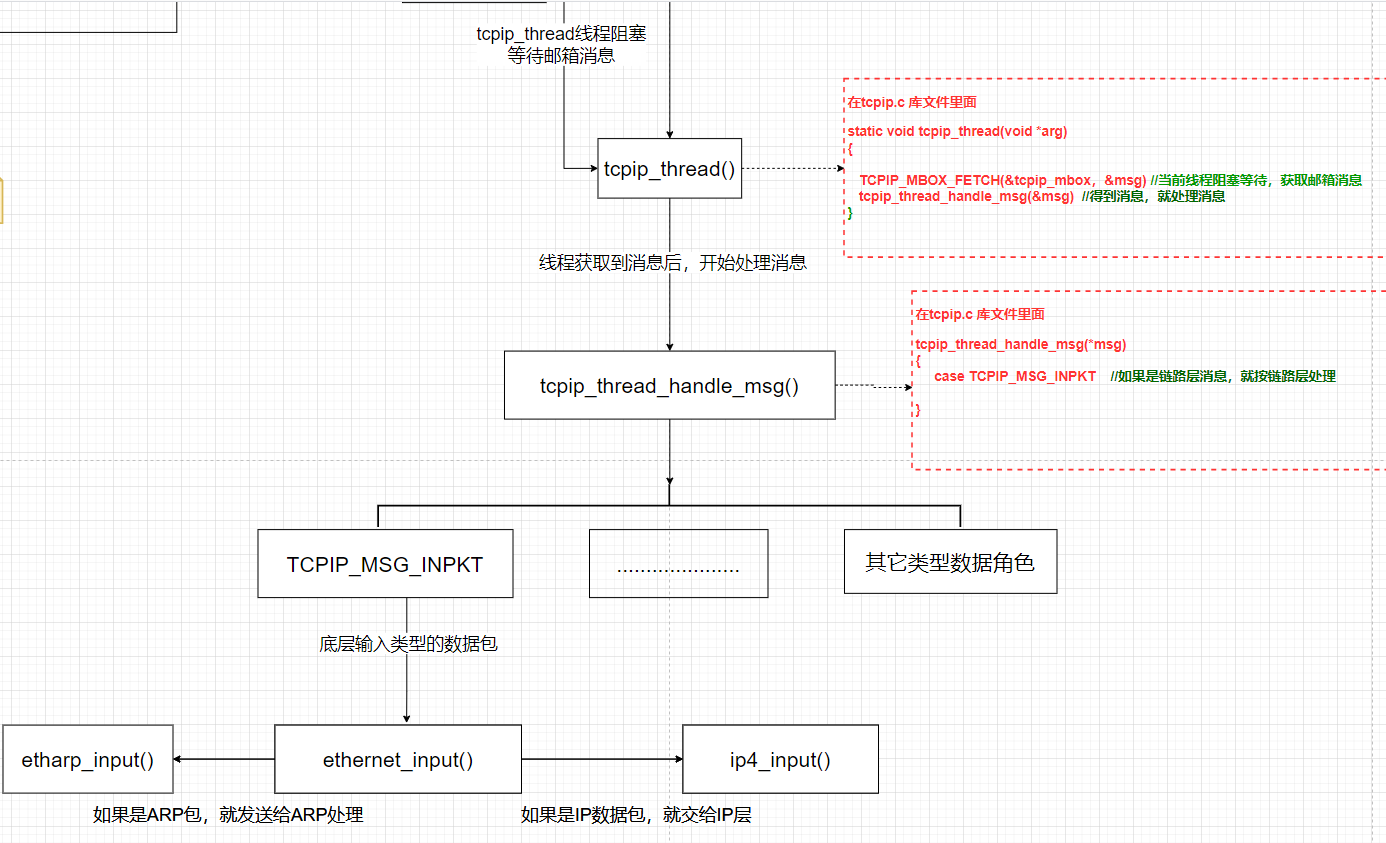 tcpip_thread线程阻塞
等待邮箱消息
在tcpip.c 库文件里面
static void tcpip_thread(void *arg)
{
TCPIP_MBOX_FETCH(&tcpip_mbox, &msg) //当前线程阻塞等待，获取邮箱消息
tcpip_thread_handle_msg(&msg) //得到消息，就处理消息
}
tcpip_thread()
线程获取到消息后，开始处理消息
在tcpip.c 库文件里面
tcpip_thread_handle_msg(*msg)
{
case TCPIP_MSG_INPKT //如果是链路层消息，就按链路层处理
}
tcpip_thread_handle_msg()
TCPIP_MSG_INPKT
.....................
其它类型数据角色
底层输入类型的数据包
etharp_input()
ethernet_input()
ip4_input()
如果是ARP包，就发送给ARP处理
如果是IP数据包，就交给IP层